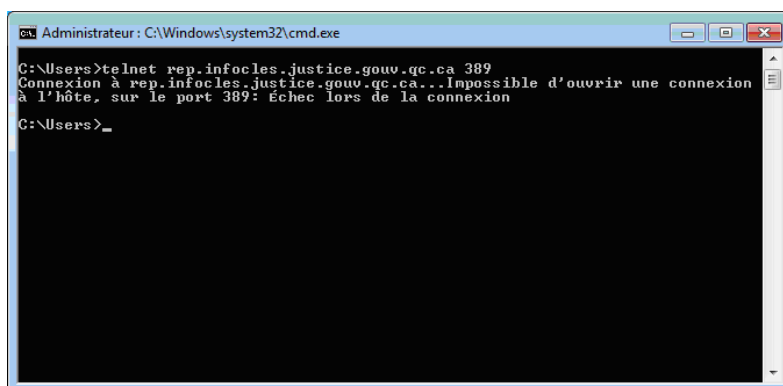 Administrateur : C:\Windows\system32\cmd.exe
C:\Users>telnet rep.infocles.justice.gouv.qc.ca 389
Connexion à rep.infocles.justice.gouv.qc.ca...Impossible d'ouvrir une connexion
à l'hôte, sur le port 389: Échec lors de la connexion
C:\Users>_